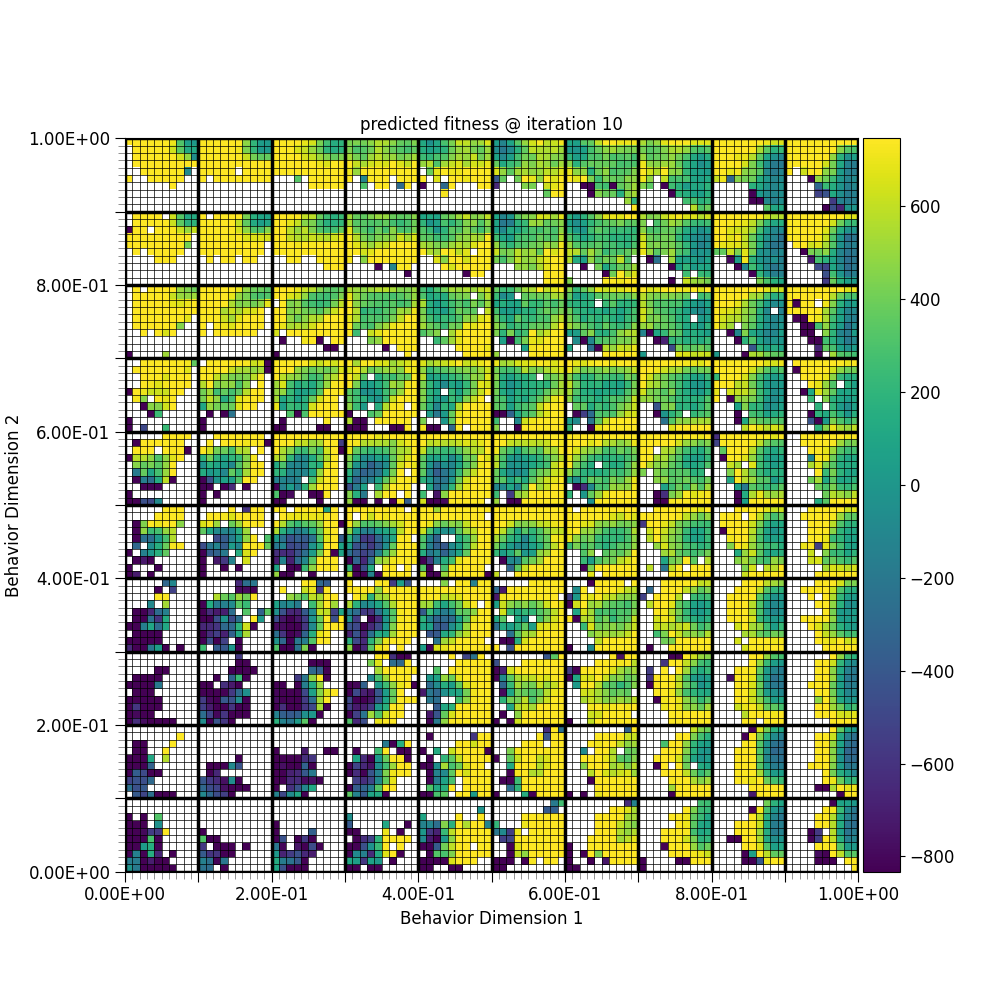 predicted fitness @ iteration 10
1.00E+00
8.00E-01
6.00E-01
4.00E-01
2.00E-01
0.00E+00
Behavior Dimension 2
0.00E+00 2.00E-01 4.00E-01 6.00E-01 8.00E-01 1.00E+00
Behavior Dimension 1
600
400
200
0
−200
−400
−600
−800